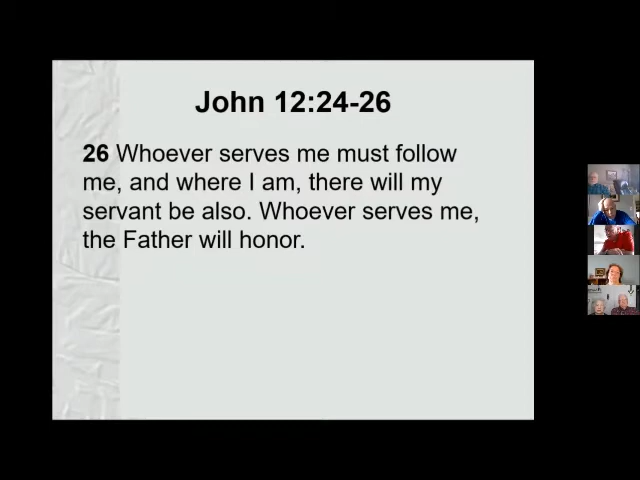 John 12:24-26
26 Whoever serves me must follow
me, and where I am, there will my
servant be also. Whoever serves me,
the Father will honor.